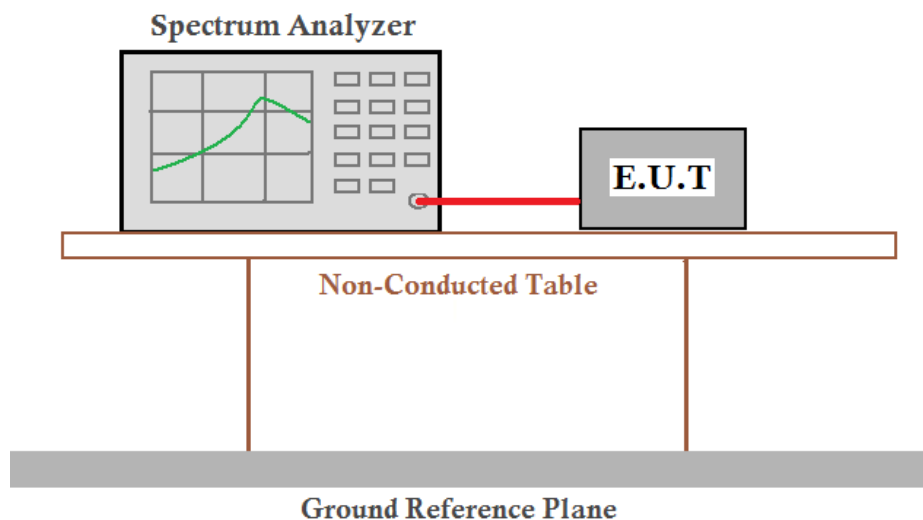 Spectrum Analyzer
E.U.T
Non-Conducted Table
Ground Reference Plane